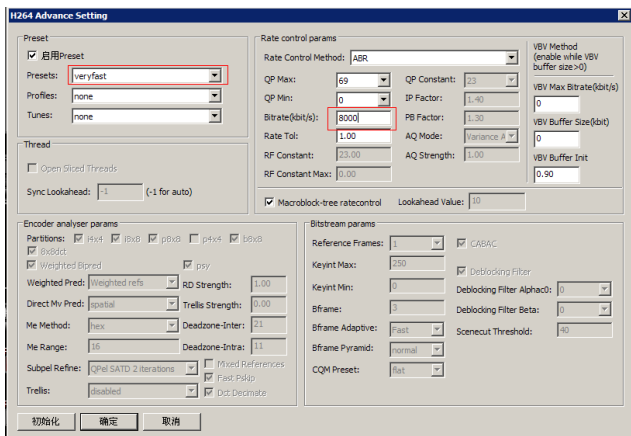 H264 Advance Setting
Preset
启用Preset
Presets: veryfast
Profiles: none
Tunes: none
Thread
Open Sliced Threads
Sync Lookahead: -1 (-1 for auto)
Rate control params
Rate Control Method: ABR
QP Max: 69 QP Constant: 23
QP Min: 0 IP Factor: 1.40
Bitrate(kbit/s): 8000 PB Factor: 1.30
Rate Tol: 1.00 AQ Mode: Variance A
RF Constant: 23.00 AQ Strength: 1.00
RF Constant Max: 0.00
Macroblock-tree ratecontrol Lookahead Value: 10
VBV Method
(enable while VBV
buffer size>0)
VBV Max Bitrate(kbit/s)
0
VBV Buffer Size(kbit)
0
VBV Buffer Init
0.90
Encoder analyser params
Partitions: i4x4 i8x8 p8x8 p4x4 b8x8
8x8dct
Weighted Bipred psy
Weighted Pred: Weighted refs RD Strength: 1.00
Direct Mv Pred: spatial Trellis Strength: 0.00
Me Method: hex Deadzone-Inter: 21
Me Range: 16 Deadzone-Intra: 11
Subpel Refine: QPel SATD 2 iterations Mixed References
Fast Pskip
Trellis: disabled Dct Decimate
Bitstream params
Reference Frames: 1 CABAC
Keyint Max: 250 Deblocking Filter
Keyint Min: 0 Deblocking Filter Alphac0: 0
Bframe: 3 Deblocking Filter Beta: 0
Bframe Adaptive: Fast Scenecut Threshold: 40
Bframe Pyramid: normal
CQM Preset: flat
初始化 确定 取消